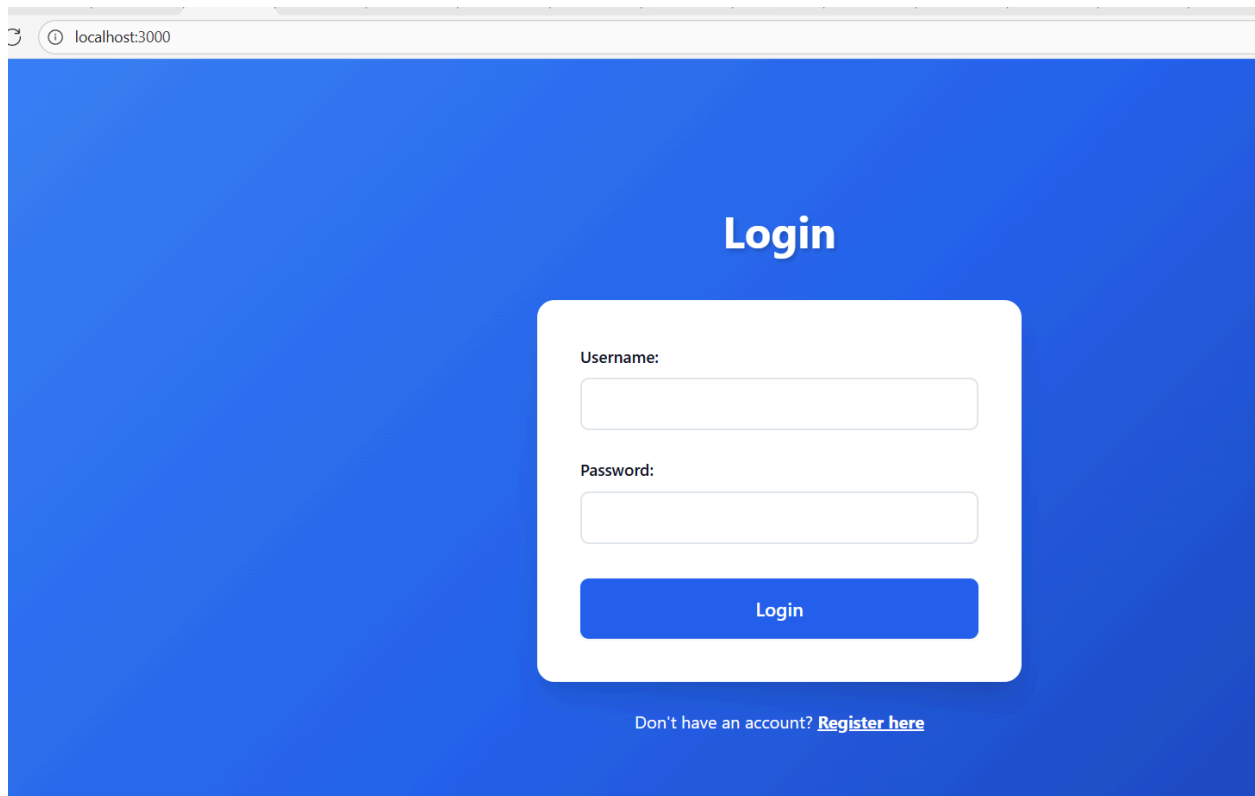 localhost:3000
Login
Username:
Password:
Login
Don't have an account? Register here